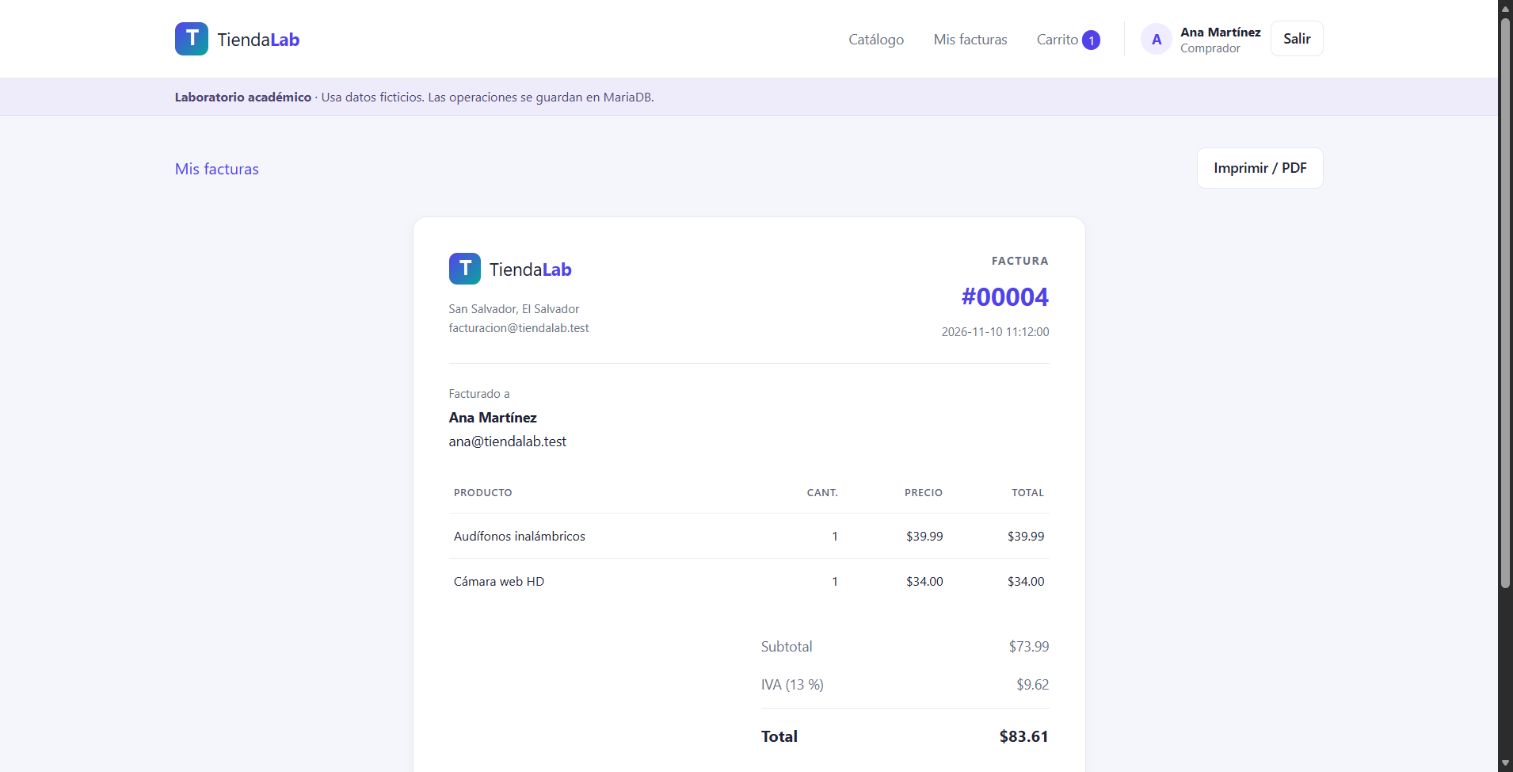 T TiendaLab Catálogo Mis facturas Carrito 1 A Ana Martínez Salir
Comprador
Laboratorio académico · Usa datos ficticios. Las operaciones se guardan en MariaDB.
Mis facturas Imprimir / PDF
T TiendaLab FACTURA
#00004
San Salvador, El Salvador
facturacion@tiendalab.test 2026-11-10 11:12:00
Facturado a
Ana Martínez
ana@tiendalab.test
PRODUCTO CANT. PRECIO TOTAL
Audífonos inalámbricos 1 $39.99 $39.99
Cámara web HD 1 $34.00 $34.00
Subtotal $73.99
IVA (13 %) $9.62
Total $83.61